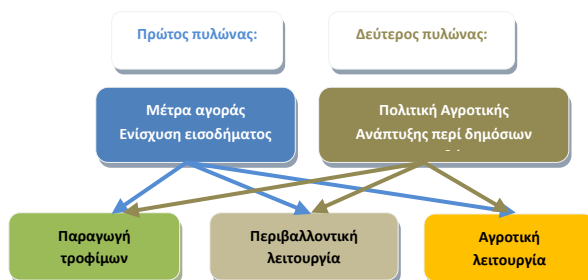 Πρώτος πυλώνας:
Δεύτερος πυλώνας:
Μέτρα αγοράς
Ενίσχυση εισοδήματος
Πολιτική Αγροτικής
Ανάπτυξης περί δημόσιων
Παραγωγή
τροφίμων
Περιβαλλοντική
λειτουργία
Αγροτική
λειτουργία